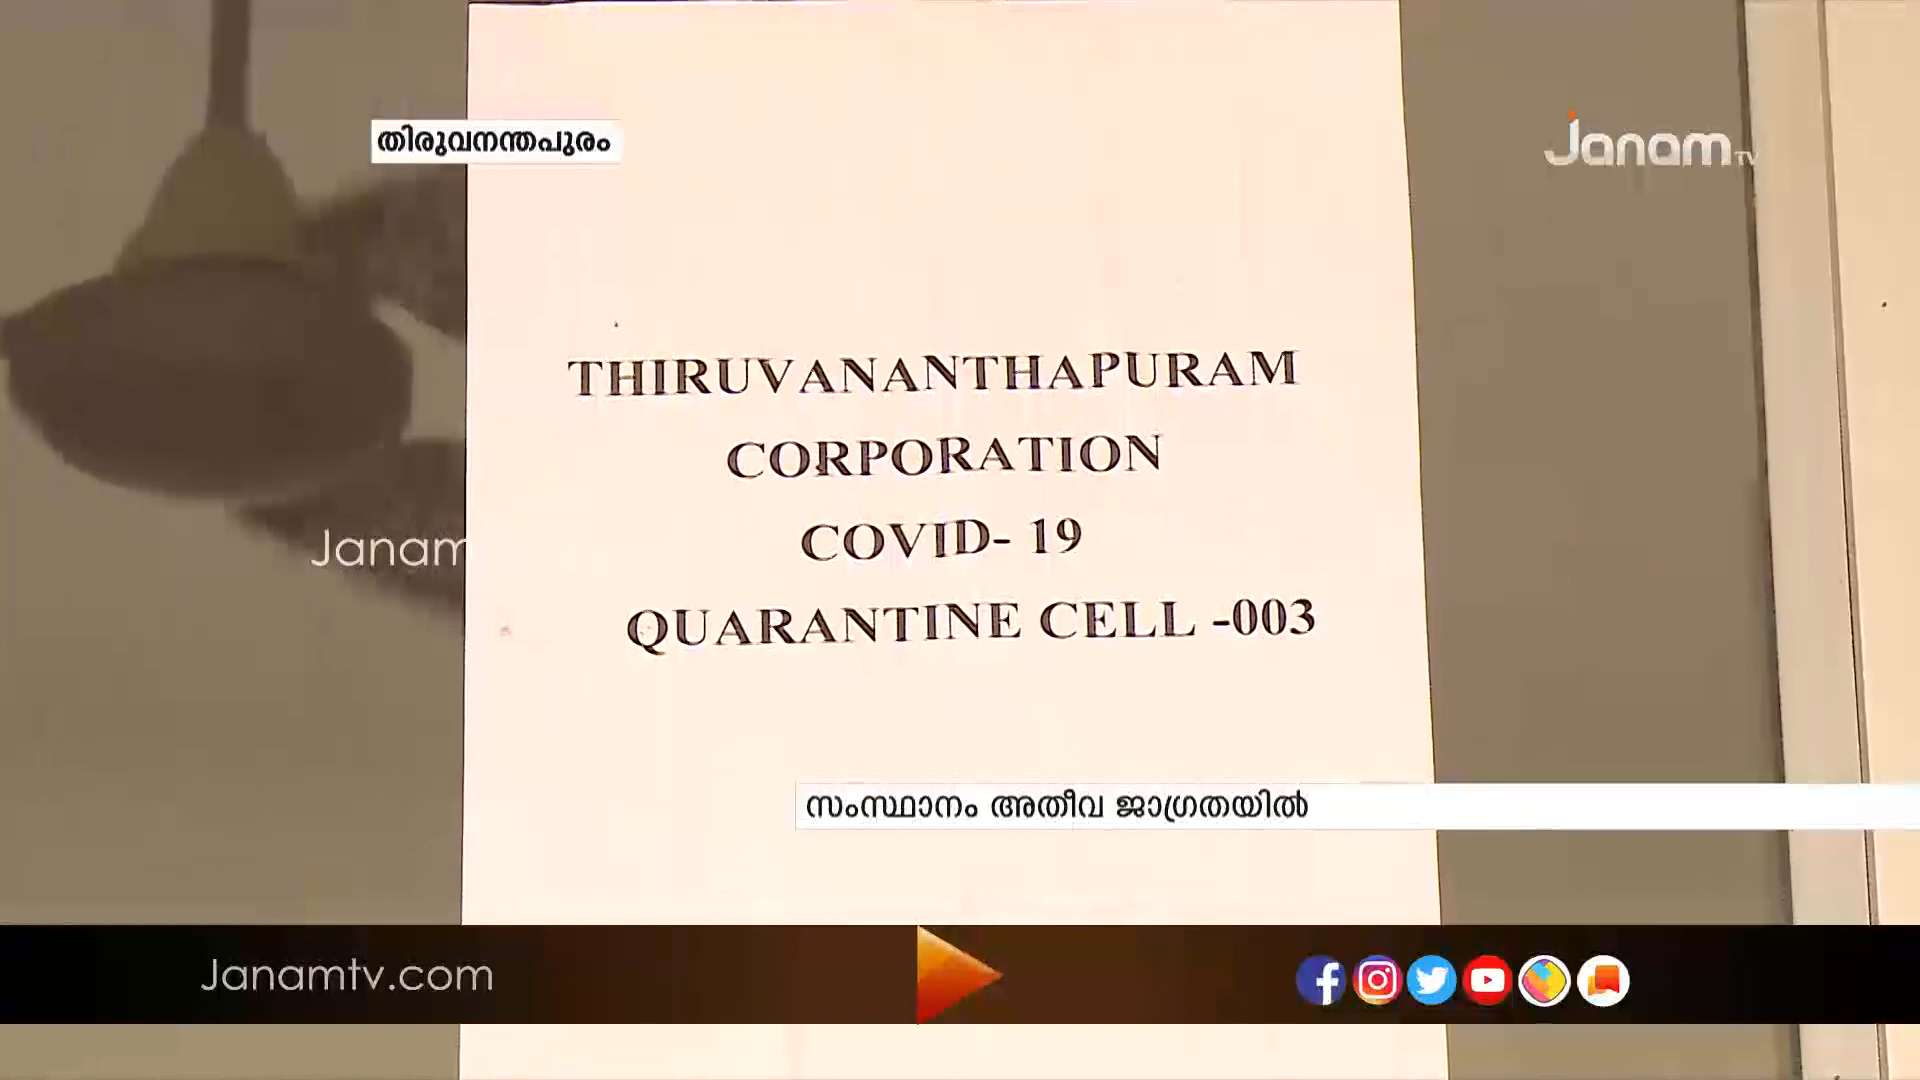 തിരുവനന്തപുരം
Janam TV
THIRUVANANTHAPURAM
CORPORATION
COVID- 19
Janam
QUARANTINE CELL -003
സംസ്ഥാനം അതീവ ജാഗ്രതയിൽ
Janamtv.com